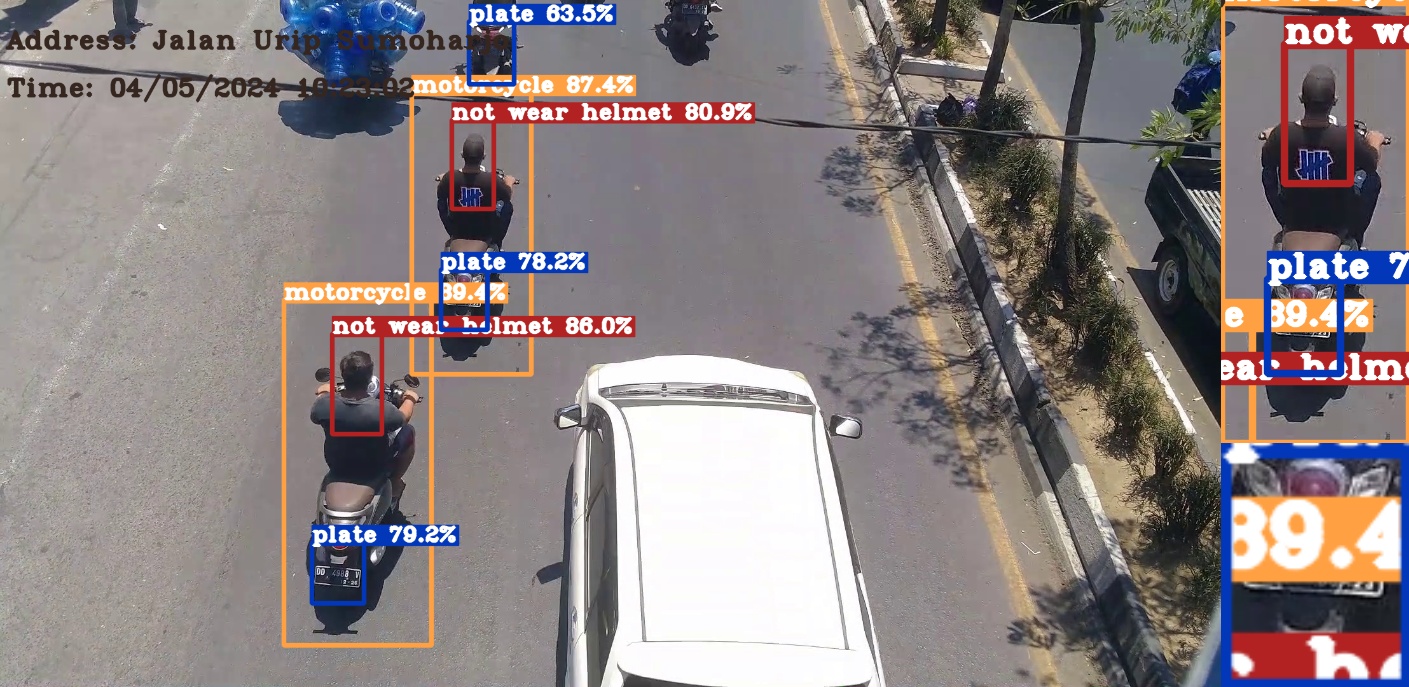 plate 63.5%
Address: Jalan Urip Sumoharjo
Time: 04/05/2024
motorcycle 87.4%
not wear helmet 80.9%
plate 78.2%
motorcycle 89.4%
not wear helmet 86.0%
plate 79.2%
DD 4988 V
not we
plate 7
e 89.4%
ear helme
89.4